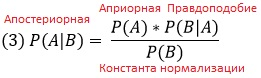 Априорная Правдоподобие
Апостериорная
(3) P(A|B) = P(A) * P(B|A) / P(B)
Константа нормализации